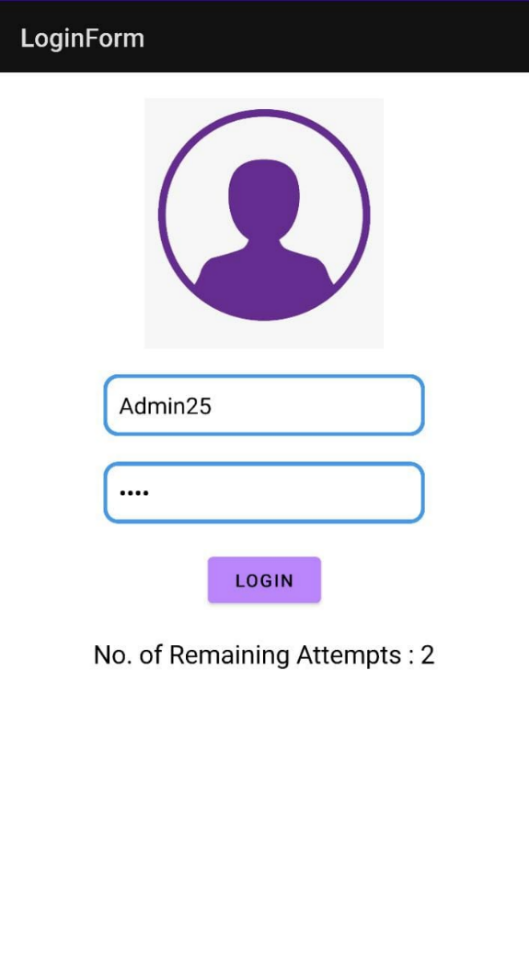 LoginForm
Admin25
••••
LOGIN
No. of Remaining Attempts : 2